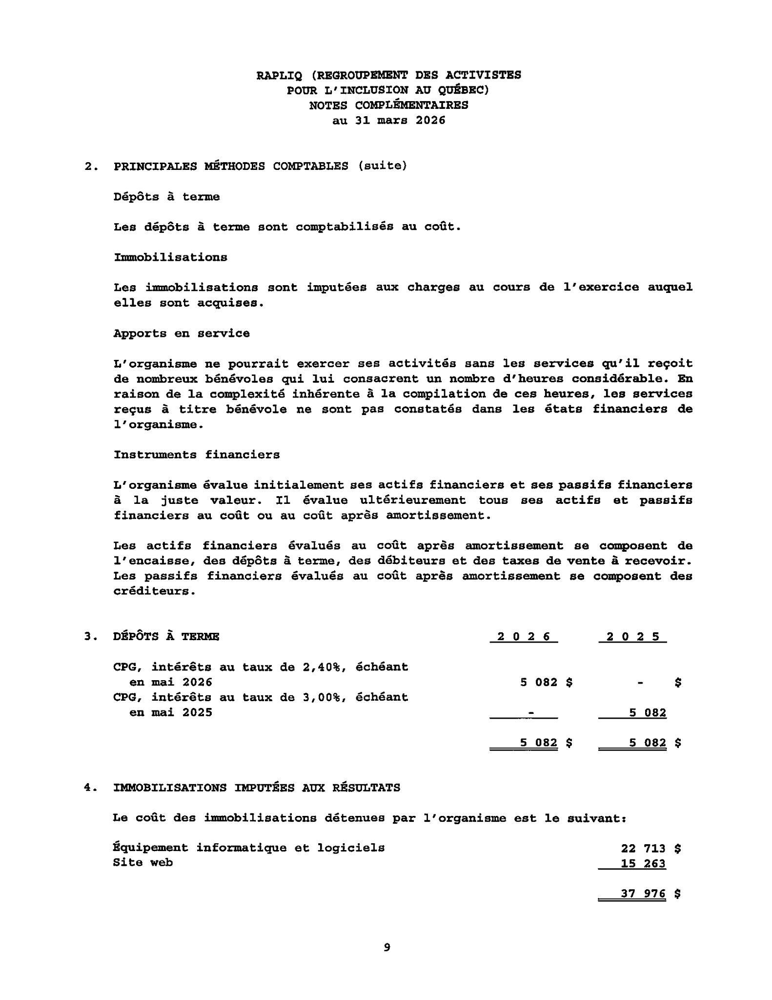 RAPLIQ (REGROUPEMENT DES ACTIVISTES
POUR L'INCLUSION AU QUÉBEC)
NOTES COMPLÉMENTAIRES
au 31 mars 2026
2. PRINCIPALES MÉTHODES COMPTABLES (suite)
Dépôts à terme
Les dépôts à terme sont comptabilisés au coût.
Immobilisations
Les immobilisations sont imputées aux charges au cours de l'exercice auquel
elles sont acquises.
Apports en service
L'organisme ne pourrait exercer ses activités sans les services qu'il reçoit
de nombreux bénévoles qui lui consacrent un nombre d'heures considérable. En
raison de la complexité inhérente à la compilation de ces heures, les services
reçus à titre bénévole ne sont pas constatés dans les états financiers de
l'organisme.
Instruments financiers
L'organisme évalue initialement ses actifs financiers et ses passifs financiers
à la juste valeur. Il évalue ultérieurement tous ses actifs et passifs
financiers au coût ou au coût après amortissement.
Les actifs financiers évalués au coût après amortissement se composent de
l'encaisse, des dépôts à terme, des débiteurs et des taxes de vente à recevoir.
Les passifs financiers évalués au coût après amortissement se composent des
créditeurs.
3. DÉPÔTS À TERME 2 0 2 6 2 0 2 5
CPG, intérêts au taux de 2,40%, échéant
en mai 2026 5 082 $ - $
CPG, intérêts au taux de 3,00%, échéant
en mai 2025 - 5 082
5 082 $ 5 082 $
4. IMMOBILISATIONS IMPUTÉES AUX RÉSULTATS
Le coût des immobilisations détenues par l'organisme est le suivant:
Équipement informatique et logiciels 22 713 $
Site web 15 263
37 976 $
9